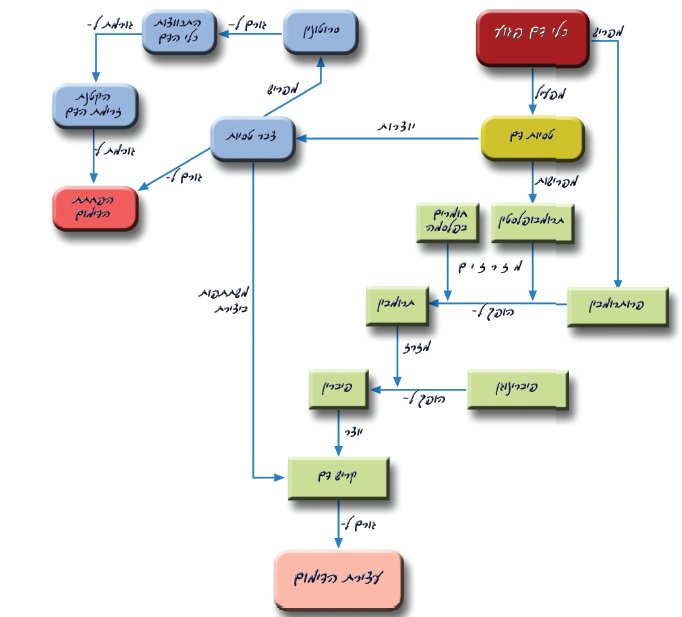 כלי דם פגוע
מפריש
מפעיל
טסיות דם
יוצרות
צבר טסיות
מפריש
סרוטונין
גורם ל-
התכווצות
כלי הדם
גורמת ל-
הקטנת
זרימת הדם
גורמת ל-
הפחתת
הדימום
גורם ל-
מפרישות
תרומבופלסטין
חומרים
בפלסמה
מזרזים
פרותרומבין
הופך ל-
תרומבין
מזרז
פיברינוגן
הופך ל-
פיברין
יוצר
משתתפות
ביצירת
קריש דם
גורם ל-
עצירת הדימום